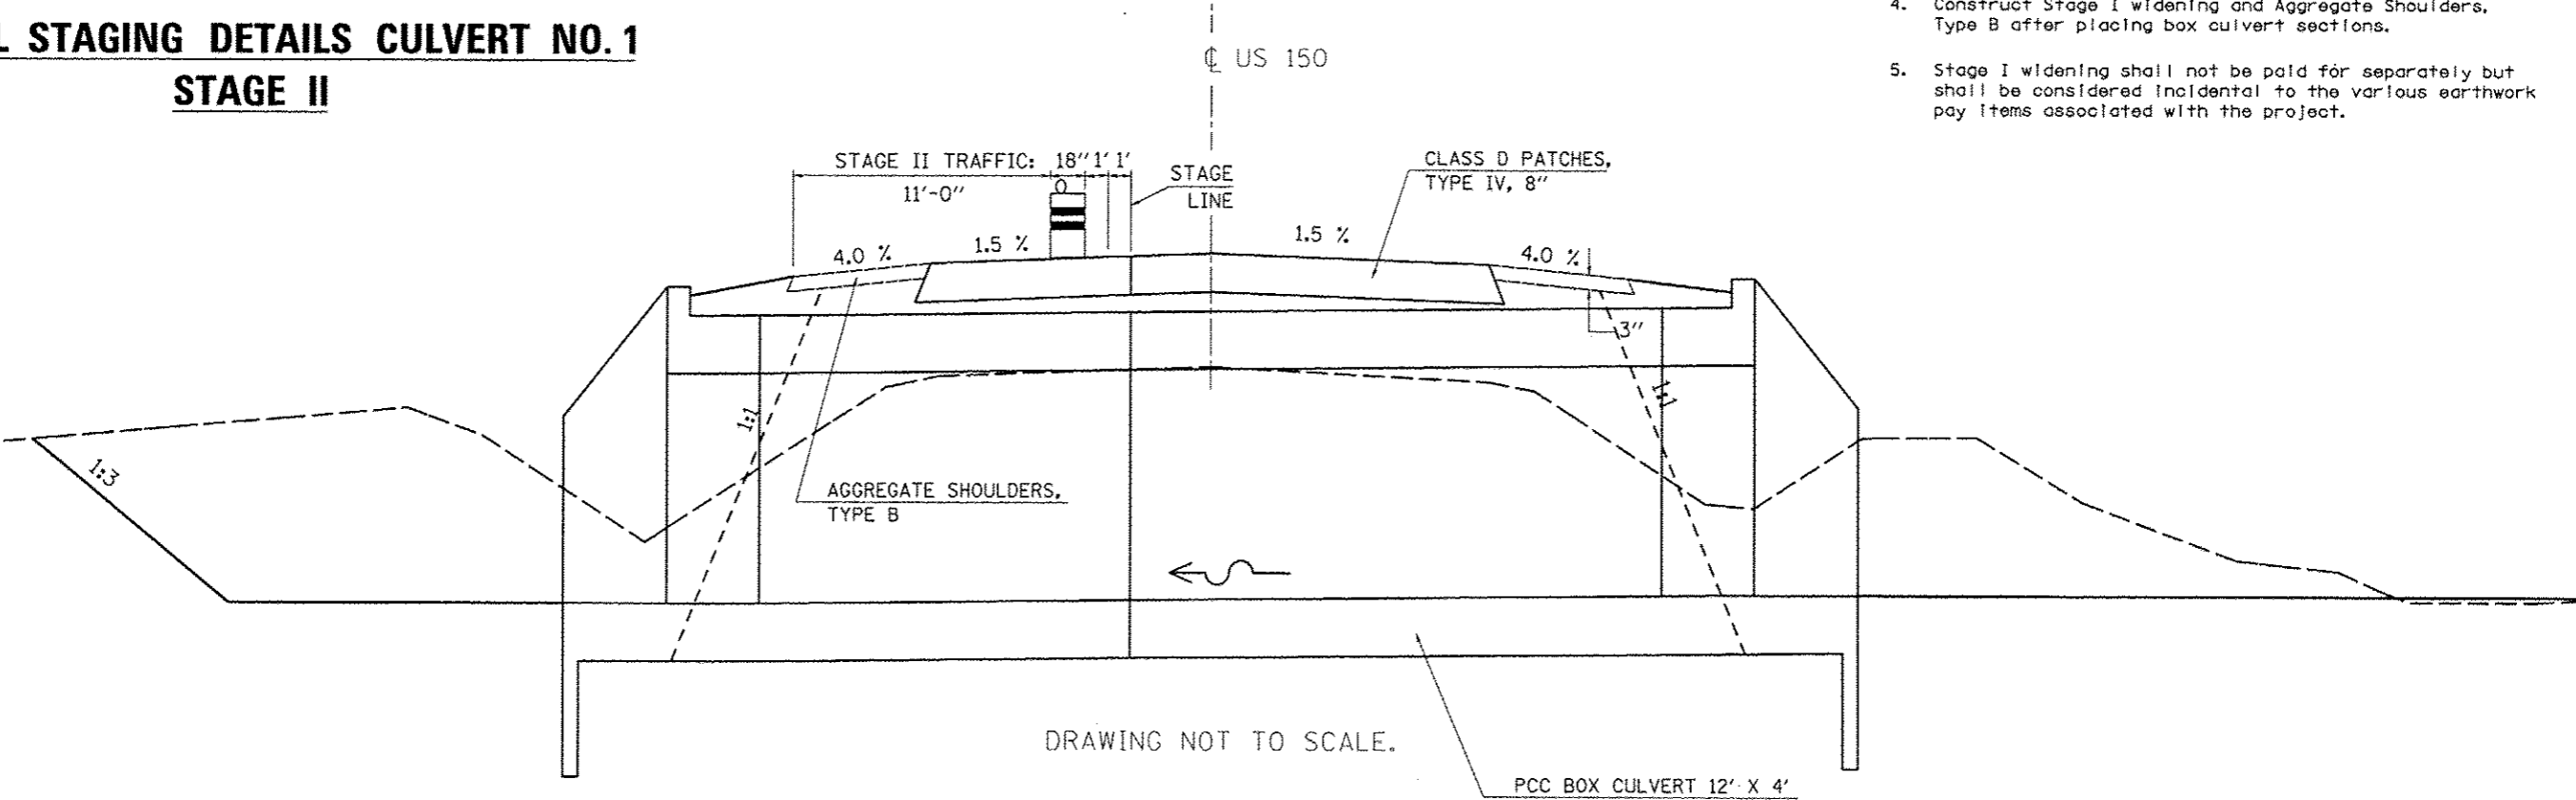 L STAGING DETAILS CULVERT NO. 1
STAGE II
℄ US 150
4. Construct Stage I widening and Aggregate Shoulders,
Type B after placing box culvert sections.
5. Stage I widening shall not be paid for separately but
shall be considered incidental to the various earthwork
pay items associated with the project.
STAGE II TRAFFIC: 18" 1' 1'
11'-0"
STAGE
LINE
CLASS D PATCHES,
TYPE IV, 8"
4.0 %
1.5 %
1.5 %
4.0 %
3"
1:1
1:1
1:3
AGGREGATE SHOULDERS,
TYPE B
DRAWING NOT TO SCALE.
PCC BOX CULVERT 12' X 4'